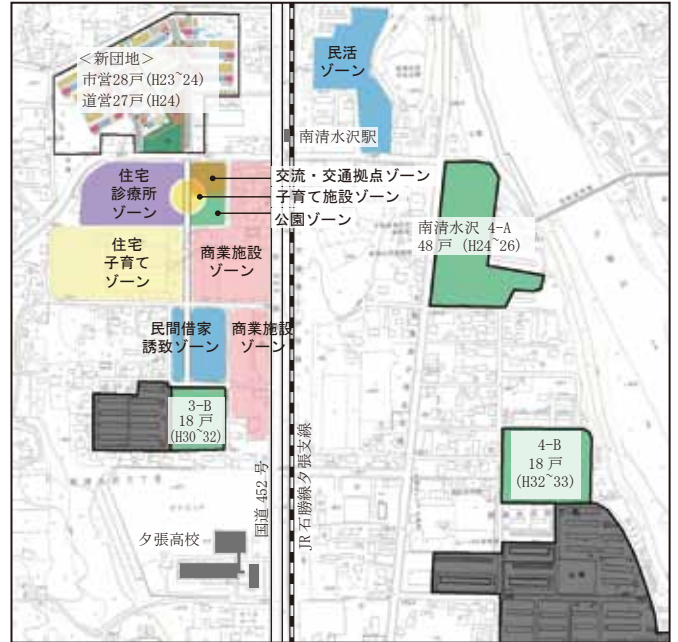 ＜新団地＞
市営28戸(H23~24)
道営27戸(H24)
民活
ゾーン
南清水沢駅
住宅
診療所
ゾーン
交流・交通拠点ゾーン
子育て施設ゾーン
公園ゾーン
南清水沢 4-A
48戸 (H24~26)
住宅
子育て
ゾーン
商業施設
ゾーン
民間借家
誘致ゾーン
商業施設
ゾーン
3-B
18戸
(H30~32)
4-B
18戸
(H32~33)
国道 452 号
JR 石勝線夕張支線
夕張高校